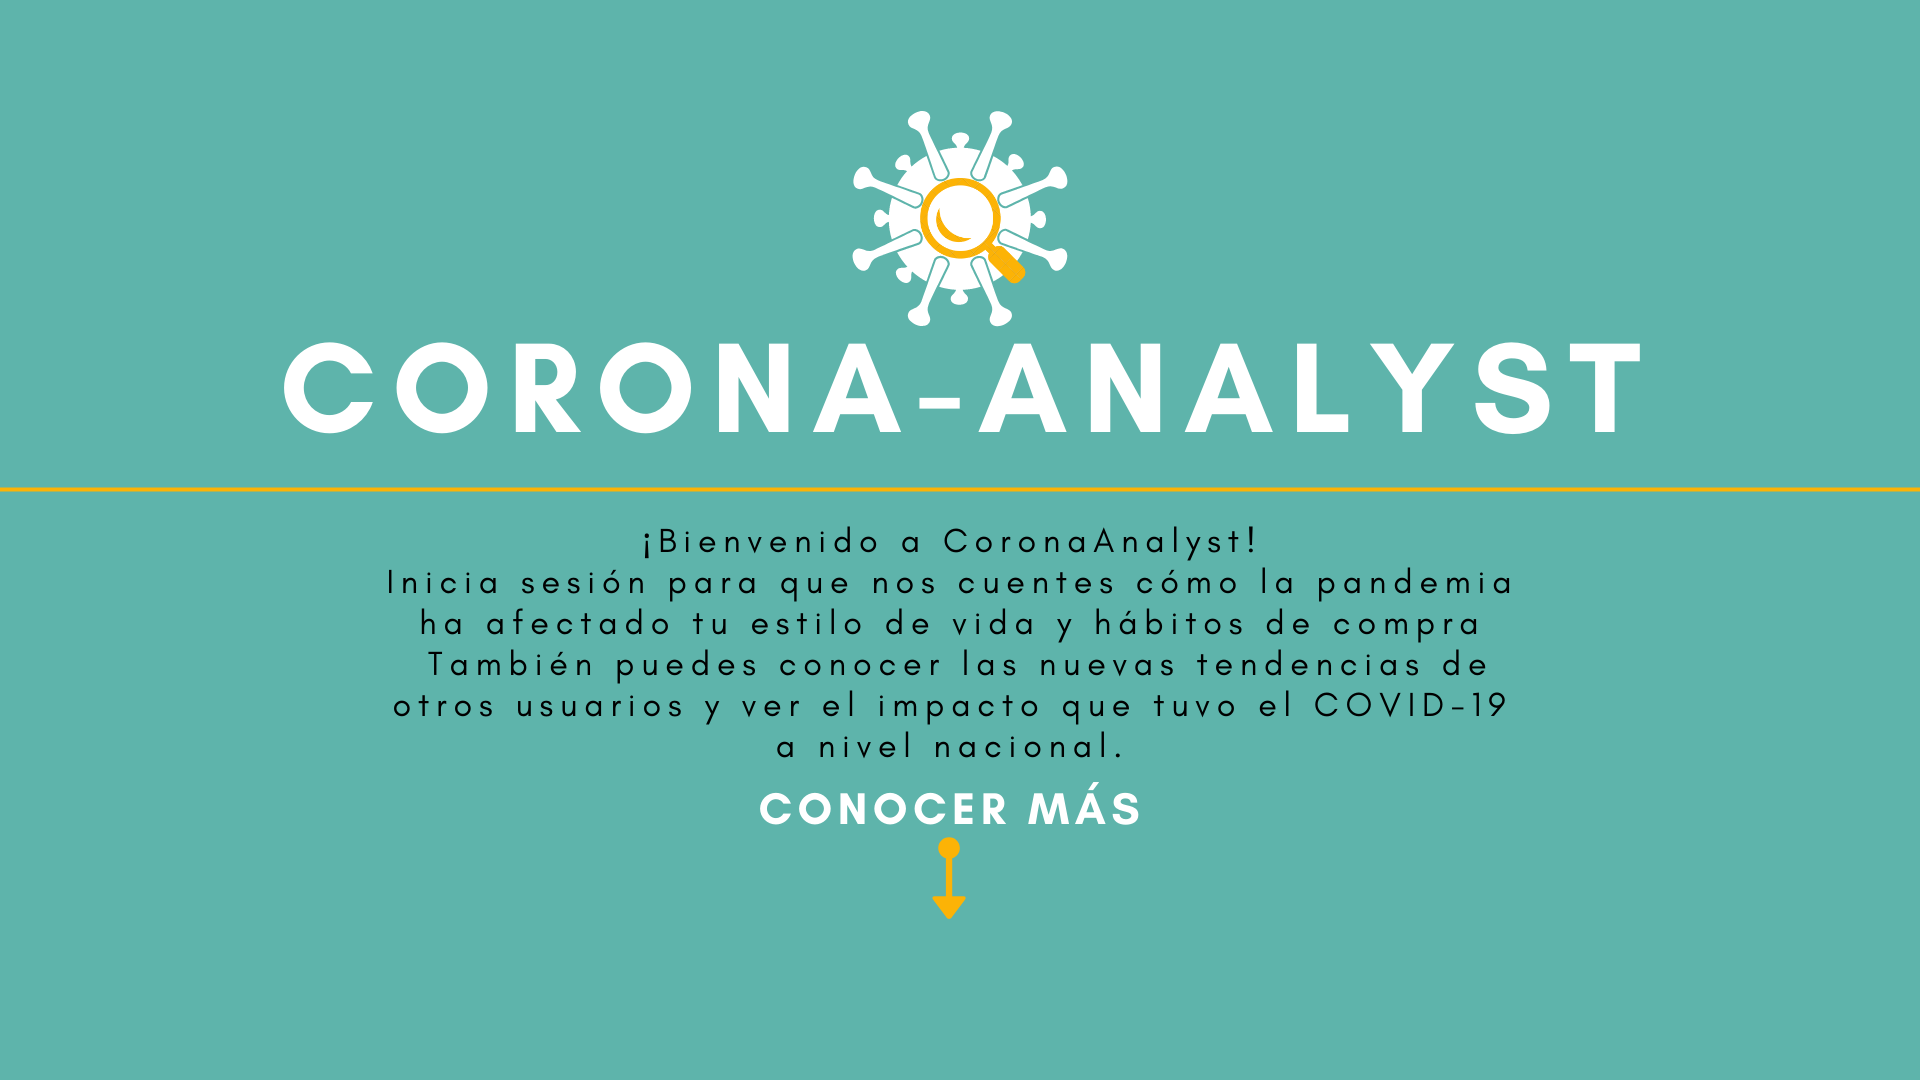 CORONA-ANALYST
¡Bienvenido a CoronaAnalyst!
Inicia sesión para que nos cuentes cómo la pandemia
ha afectado tu estilo de vida y hábitos de compra
También puedes conocer las nuevas tendencias de
otros usuarios y ver el impacto que tuvo el COVID-19
a nivel nacional.
CONOCER MÁS